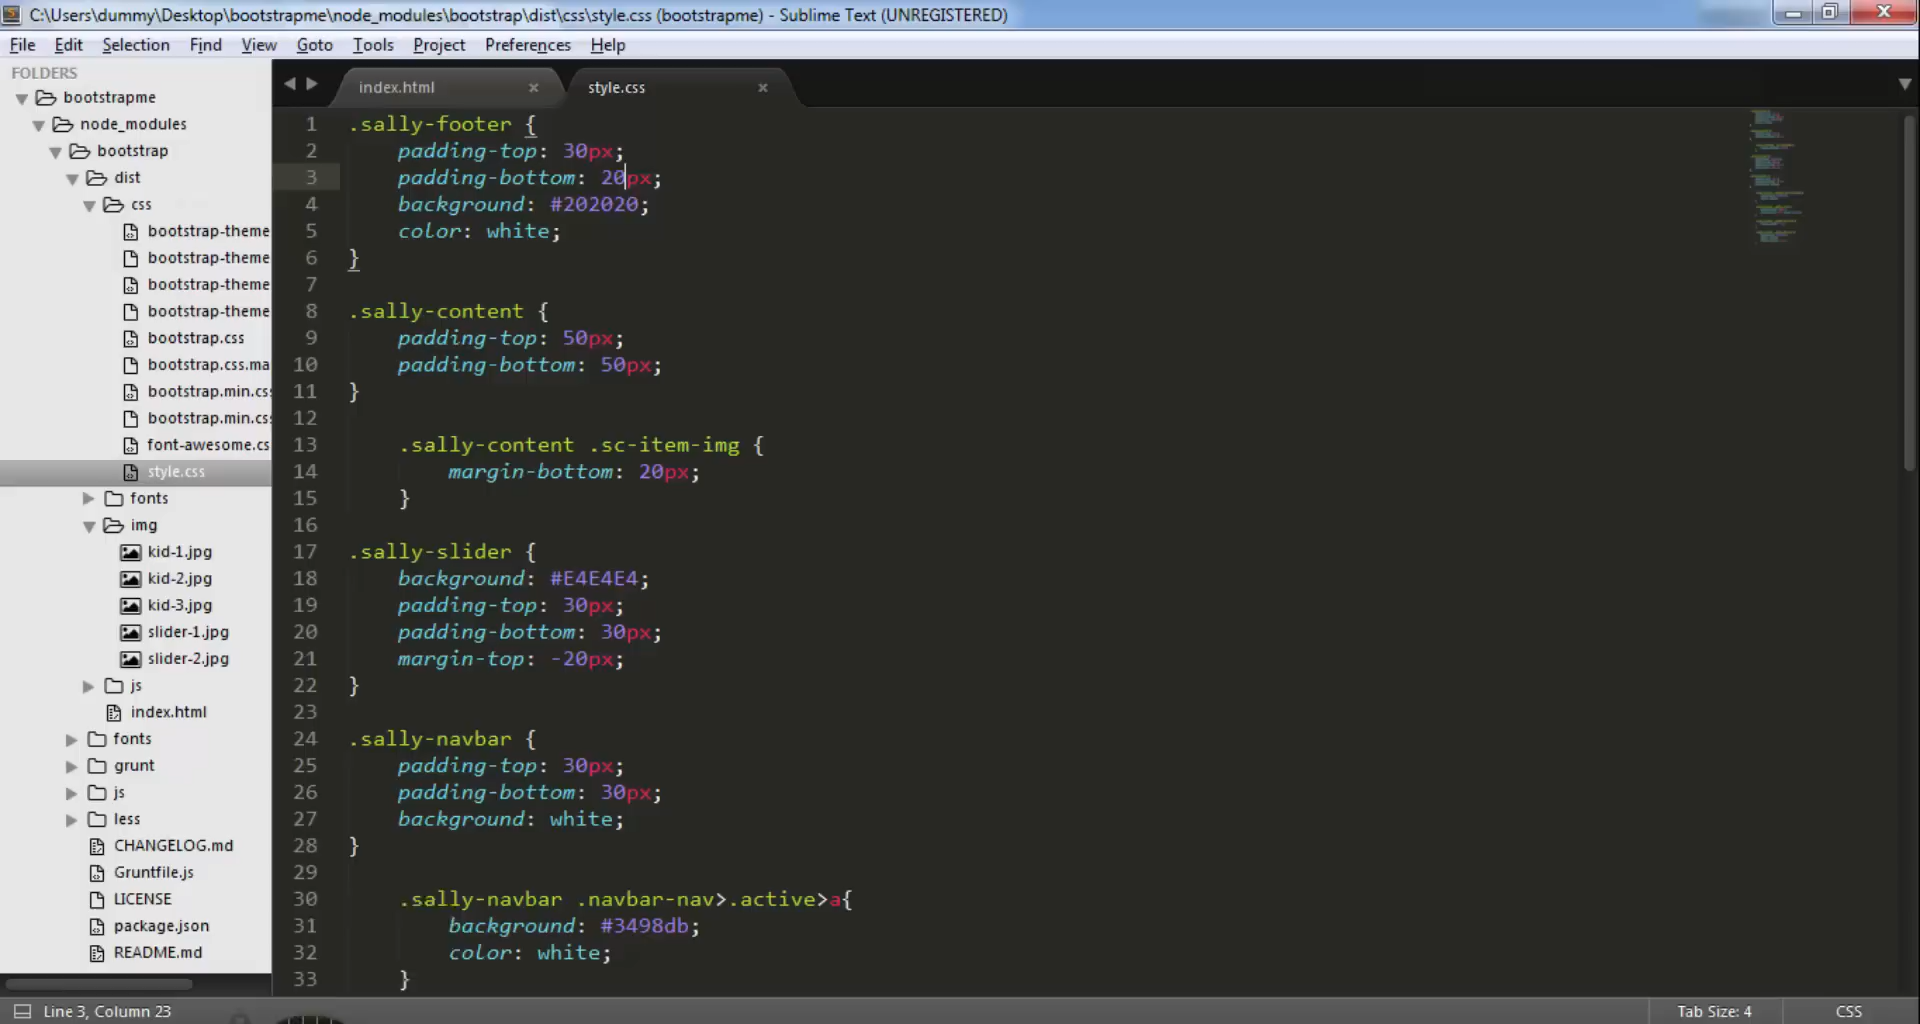 C:\Users\dummy\Desktop\bootstrapme\node_modules\bootstrap\dist\css\style.css (bootstrapme) - Sublime Text (UNREGISTERED)
File Edit Selection Find View Goto Tools Project Preferences Help
FOLDERS
bootstrapme
node_modules
bootstrap
dist
css
bootstrap-theme
bootstrap-theme
bootstrap-theme
bootstrap-theme
bootstrap.css
bootstrap.css.ma
bootstrap.min.cs
bootstrap.min.cs
font-awesome.cs
style.css
fonts
img
kid-1.jpg
kid-2.jpg
kid-3.jpg
slider-1.jpg
slider-2.jpg
js
index.html
fonts
grunt
js
less
CHANGELOG.md
Gruntfile.js
LICENSE
package.json
README.md
index.html × style.css ×
1 .sally-footer {
2 padding-top: 30px;
3 padding-bottom: 20px;
4 background: #202020;
5 color: white;
6 }
7
8 .sally-content {
9 padding-top: 50px;
10 padding-bottom: 50px;
11 }
12
13 .sally-content .sc-item-img {
14 margin-bottom: 20px;
15 }
16
17 .sally-slider {
18 background: #E4E4E4;
19 padding-top: 30px;
20 padding-bottom: 30px;
21 margin-top: -20px;
22 }
23
24 .sally-navbar {
25 padding-top: 30px;
26 padding-bottom: 30px;
27 background: white;
28 }
29
30 .sally-navbar .navbar-nav>.active>a{
31 background: #3498db;
32 color: white;
33 }
Line 3, Column 23 Tab Size: 4 CSS